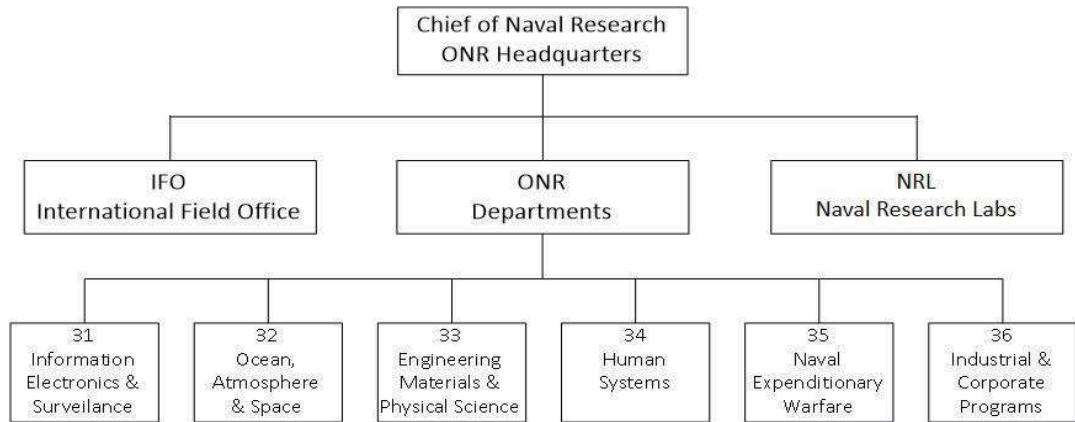 Chief of Naval Research
ONR Headquarters
IFO
International Field Office
ONR
Departments
NRL
Naval Research Labs
31
Information
Electronics &
Surveilance
32
Ocean,
Atmosphere
& Space
33
Engineering
Materials &
Physical Science
34
Human
Systems
35
Naval
Expenditionary
Warfare
36
Industrial &
Corporate
Programs